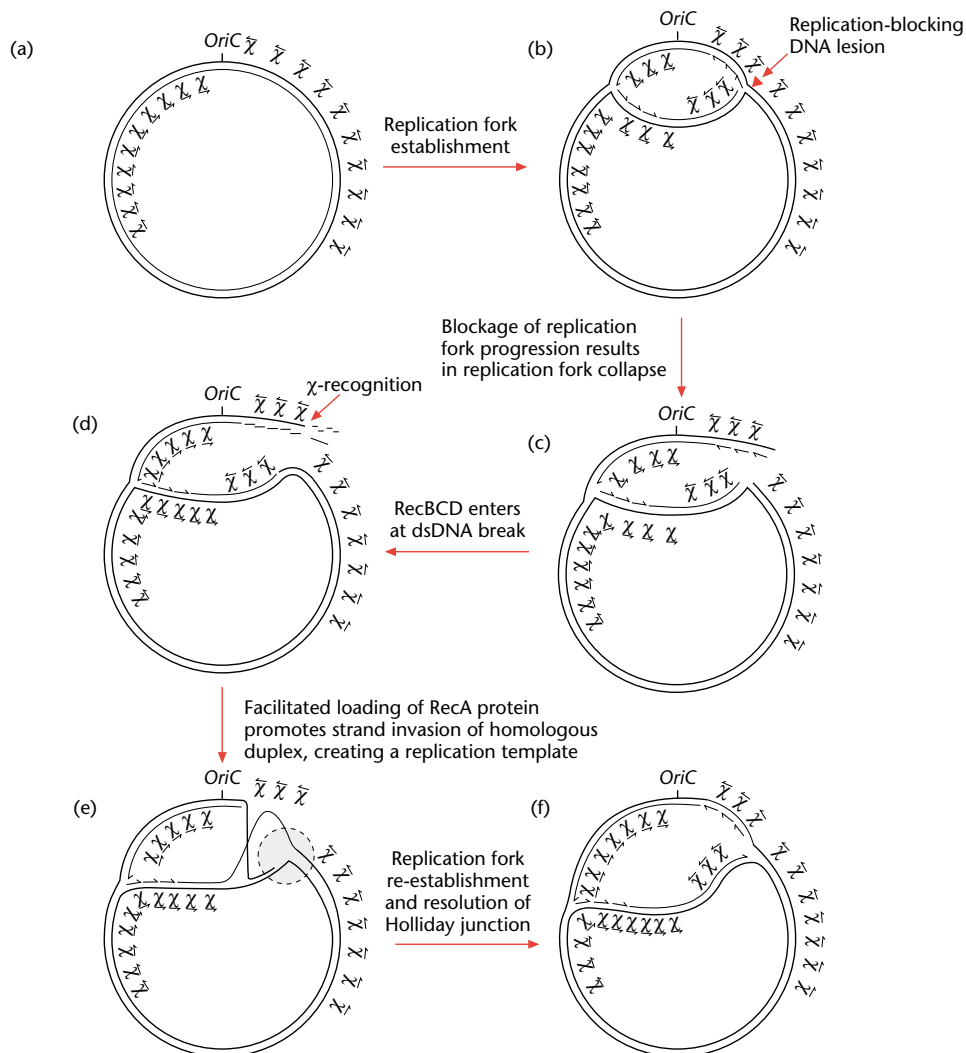 (a)
OriC
χ χ χ χ χ χ χ χ χ χ
χ χ χ χ χ χ χ χ χ χ
Replication fork
establishment
(b)
OriC
Replication-blocking
DNA lesion
χ χ χ
χ χ χ
χ χ χ
χ χ χ
Blockage of replication
fork progression results
in replication fork collapse
(c)
OriC
χ χ χ
χ χ χ χ
χ χ χ
χ χ χ χ
RecBCD enters
at dsDNA break
(d)
OriC
χ-recognition
χ χ χ
χ χ χ χ χ
χ χ χ
χ χ χ χ χ
Facilitated loading of RecA protein
promotes strand invasion of homologous
duplex, creating a replication template
(e)
OriC
χ χ χ
χ χ χ χ χ
χ χ χ χ χ
Replication fork
re-establishment
and resolution of
Holliday junction
(f)
OriC
χ χ χ
χ χ χ
χ χ χ χ χ χ